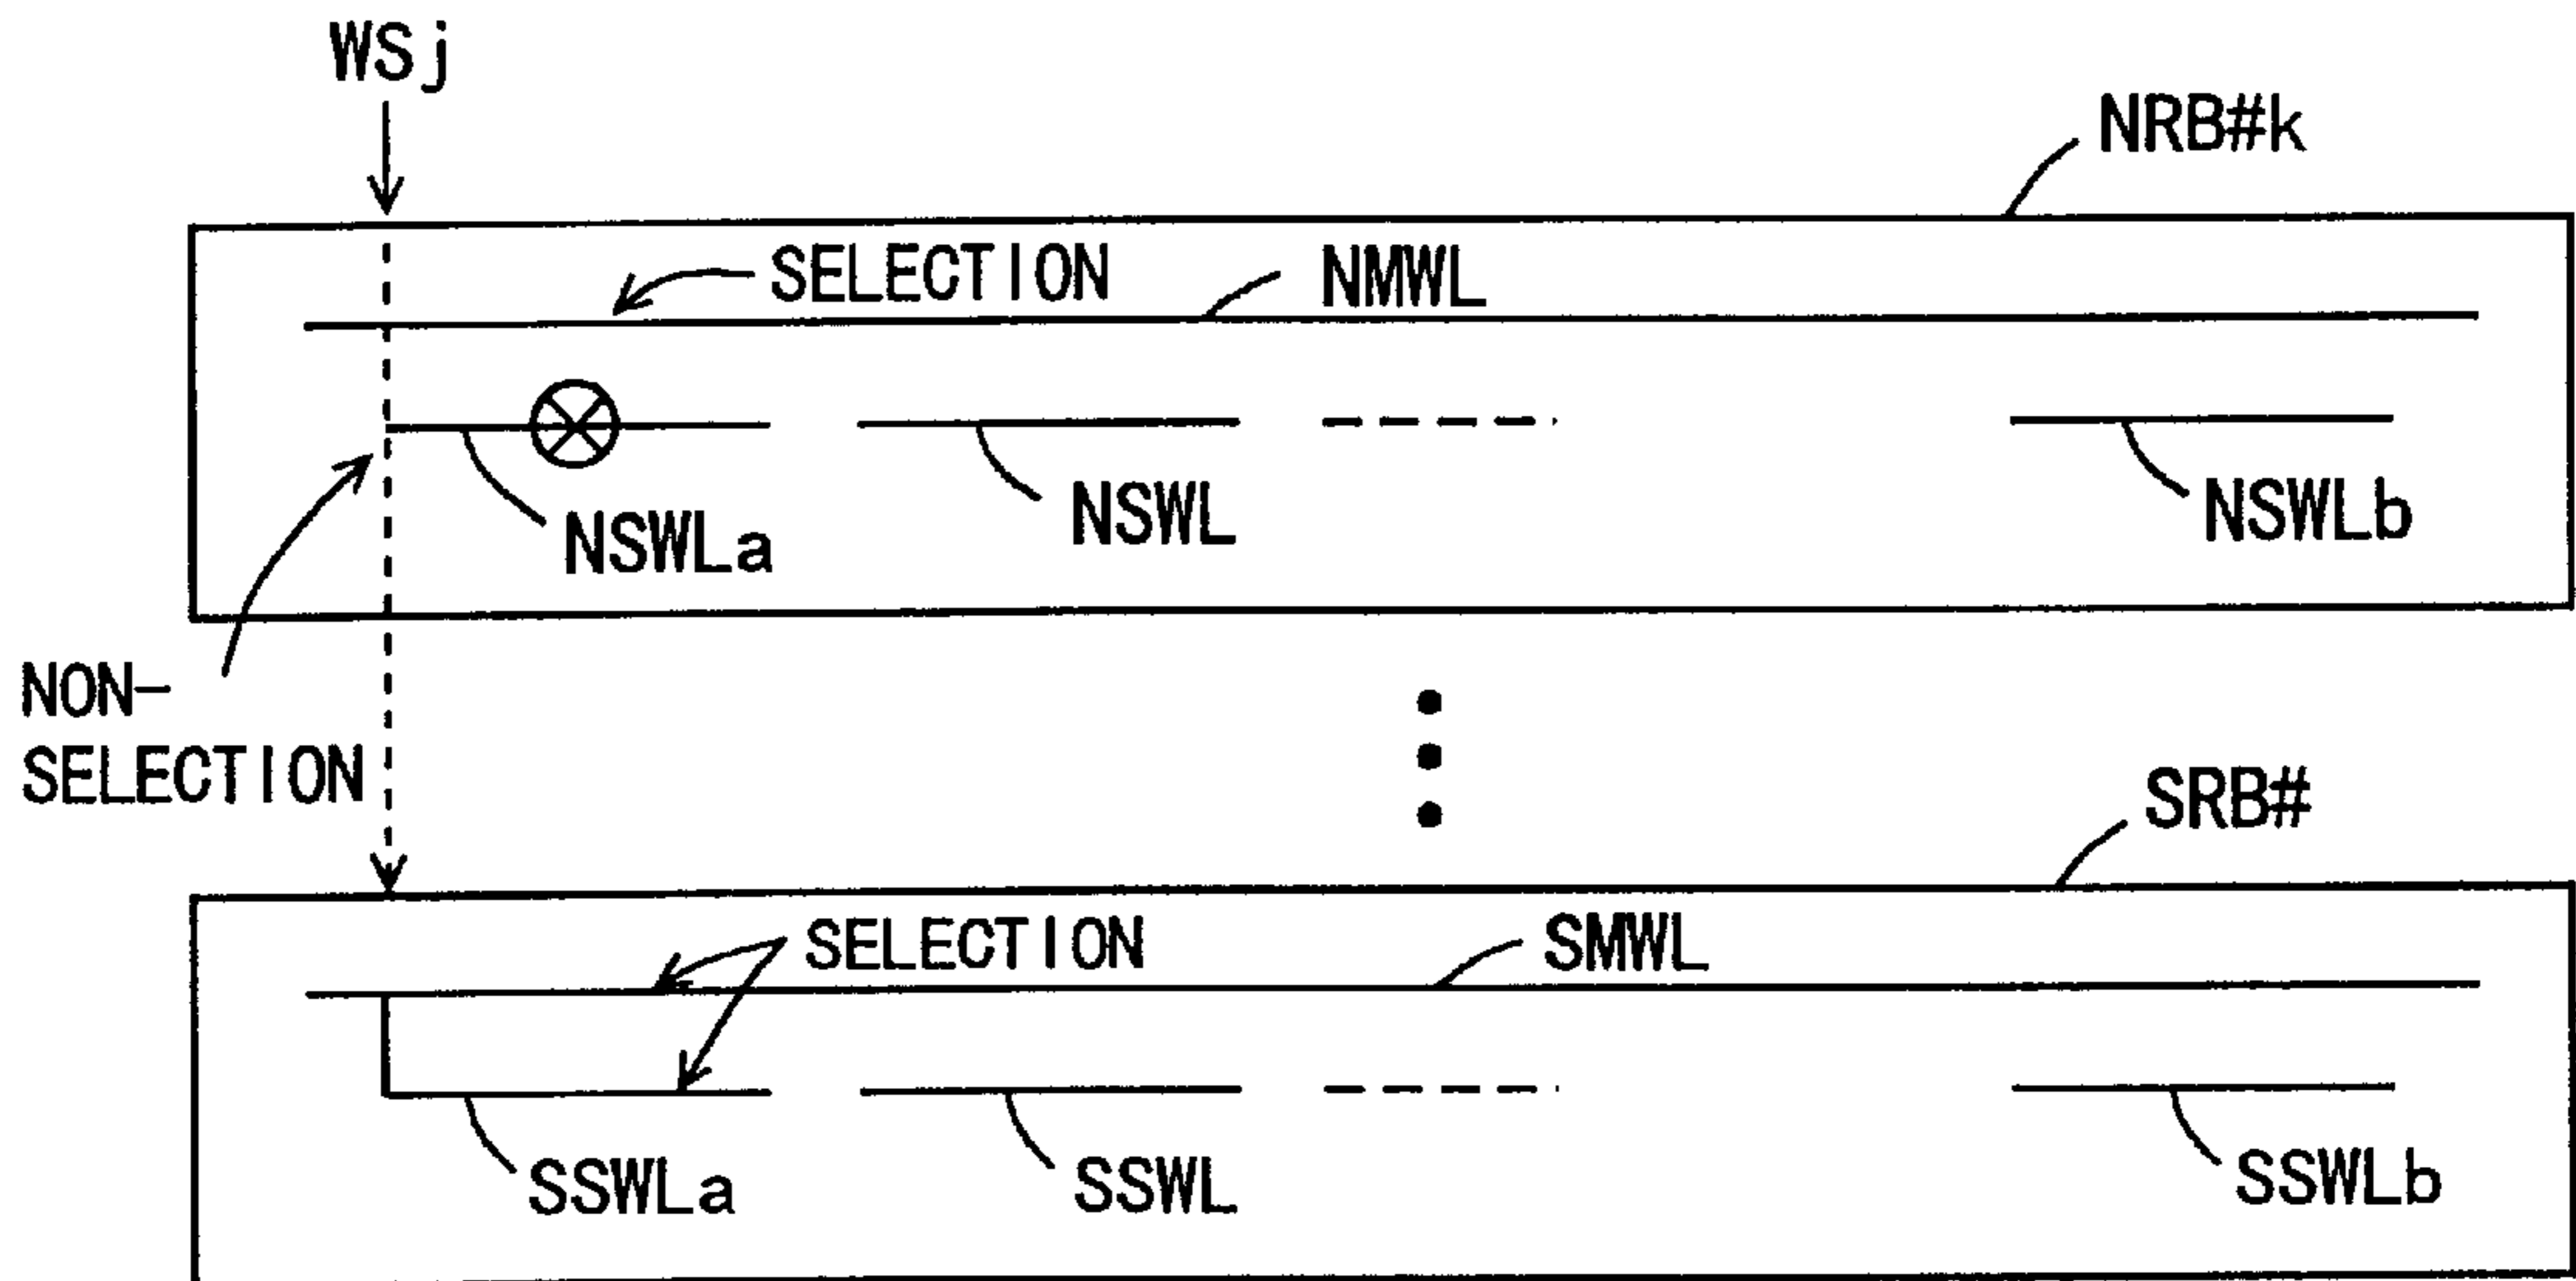 WSj
NRB#k
SELECTION
NMWL
NSWLa
NSWL
NSWLb
NON-
SELECTION
SRB#
SELECTION
SMWL
SSWLa
SSWL
SSWLb